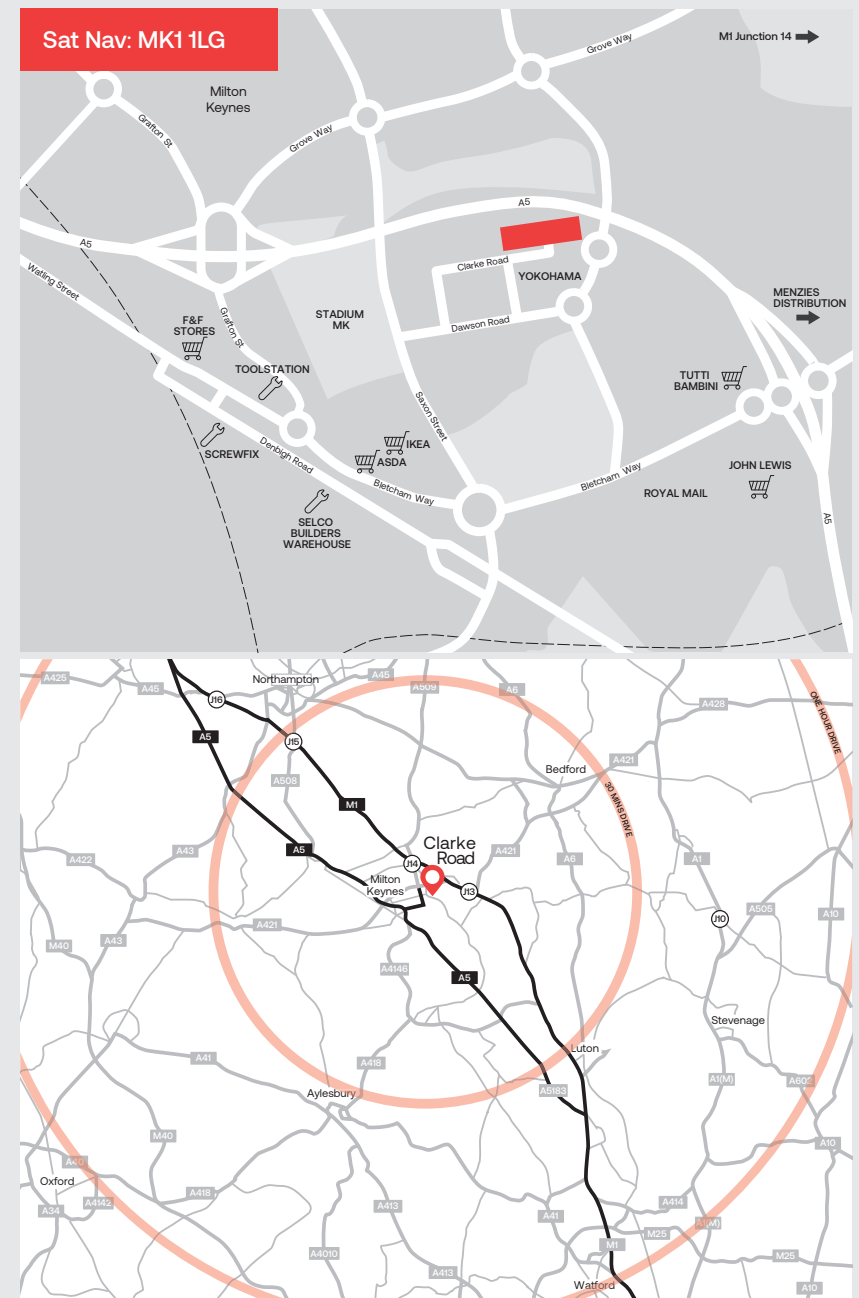 Sat Nav: MK1 1LG
M1 Junction 14
Grove Way
Milton
Keynes
Grafton St
Grove Way
A5
A5
Clarke Road
YOKOHAMA
Watling Street
MENZIES
DISTRIBUTION
F&F
STORES
Grafton St
STADIUM
MK
Dawson Road
TOOLSTATION
TUTTI
BAMBINI
Saxon Street
SCREWFIX
Denbigh Road
IKEA
ASDA
Bletcham Way
Bletcham Way
JOHN LEWIS
ROYAL MAIL
A5
SELCO
BUILDERS
WAREHOUSE
A425
A45
Northampton
A45
A509
A6
J16
A428
ONE HOUR DRIVE
A5
J15
A421
Bedford
A508
30 MINS DRIVE
M1
Clarke
Road
A43
A5
A421
A422
J14
A6
A1
Milton
Keynes
J13
A505
A10
J10
A421
A43
M40
A4146
A5
Stevenage
Luton
A41
A418
A1(M)
A602
A5183
Aylesbury
M40
A10
A40
Oxford
A418
A4142
A34
A413
A414
A41
A1(M)
M25
M1
A4010
M25
A413
Watford
A10